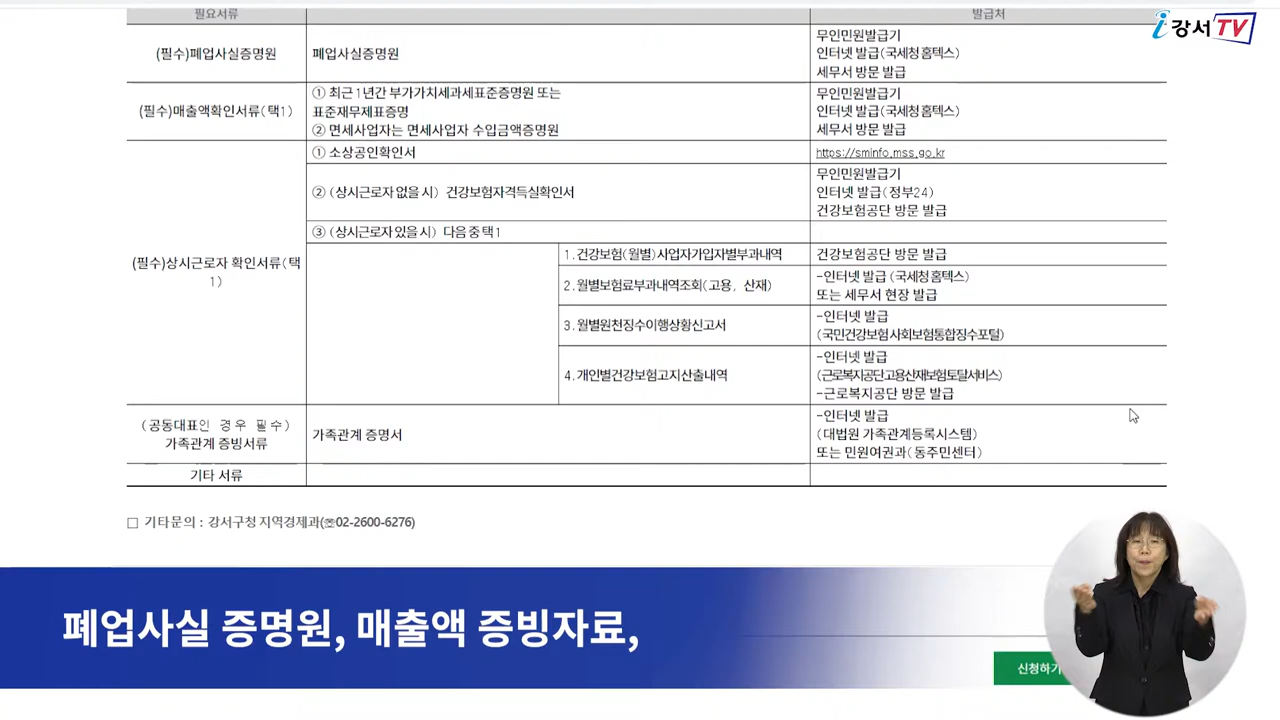 필요서류
발급처
i강서TV
(필수)폐업사실증명원
폐업사실증명원
무인민원발급기
인터넷 발급(국세청홈텍스)
세무서 방문 발급
(필수)매출액확인서류(택1)
① 최근 1년간 부가가치세과세표준증명원 또는
표준재무제표증명
② 면세사업자는 면세사업자 수입금액증명원
무인민원발급기
인터넷 발급(국세청홈텍스)
세무서 방문 발급
(필수)상시근로자 확인서류(택
1)
① 소상공인확인서
https://sminfo.mss.go.kr
② (상시근로자 없을 시) 건강보험자격득실확인서
무인민원발급기
인터넷 발급(정부24)
건강보험공단 방문 발급
③ (상시근로자 있을 시) 다음 중 택1
1.건강보험(월별)사업자가입자별부과내역
건강보험공단 방문 발급
2.월별보험료부과내역조회(고용, 산재)
-인터넷 발급 (국세청홈텍스)
또는 세무서 현장 발급
3.월별원천징수이행상황신고서
-인터넷 발급
(국민건강보험사회보험통합징수포털)
4.개인별건강보험고지산출내역
-인터넷 발급
(근로복지공단고용산재보험토탈서비스)
-근로복지공단 방문 발급
(공동대표인 경우 필수)
가족관계 증빙서류
가족관계 증명서
-인터넷 발급
(대법원 가족관계등록시스템)
또는 민원여권과(동주민센터)
기타 서류
□ 기타문의 : 강서구청 지역경제과(☏02-2600-6276)
폐업사실 증명원, 매출액 증빙자료,
신청하기